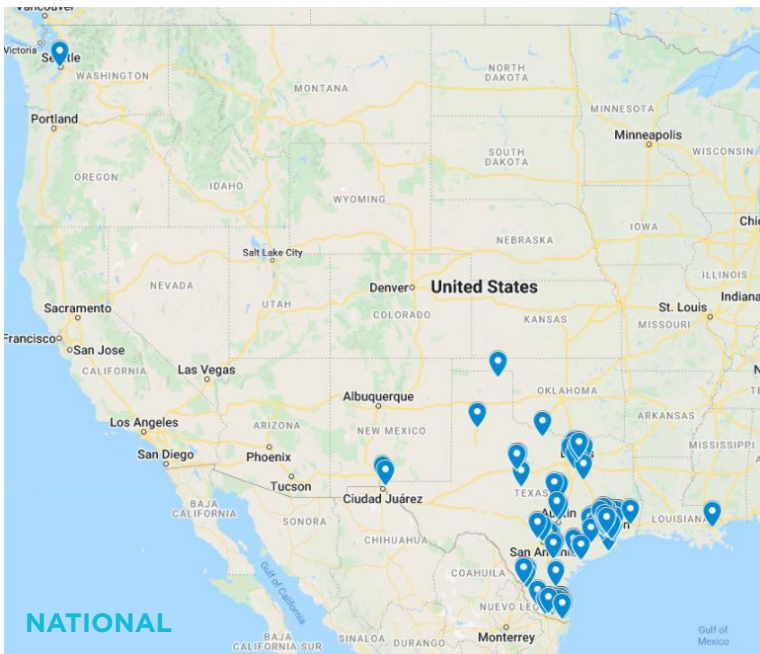 Vancouver
Victoria
Seattle
WASHINGTON
NORTH
DAKOTA
MONTANA
MINNESOTA
Portland
Minneapolis
SOUTH
DAKOTA
WISCONSIN
OREGON
IDAHO
WYOMING
IOWA
Chi
NEBRASKA
Salt Lake City
ILLINOIS
NEVADA
Denver
United States
Indiana
UTAH
Sacramento
COLORADO
St. Louis
KANSAS
MISSOURI
Francisco
San Jose
CALIFORNIA
Las Vegas
Albuquerque
OKLAHOMA
Los Angeles
ARIZONA
NEW MEXICO
ARKANSAS
San Diego
Phoenix
MISSISSIPPI
Tucson
Ciudad Juárez
TEXAS
BAJA
CALIFORNIA
SONORA
Austin
LOUISIANA
CHIHUAHUA
San Antonio
Gulf of California
COAHUILA
NUEVO LEO
NATIONAL
BAJA
CALIFORNIA SUR
SINALOA
DURANGO
Monterrey
Gulf of
Mexico